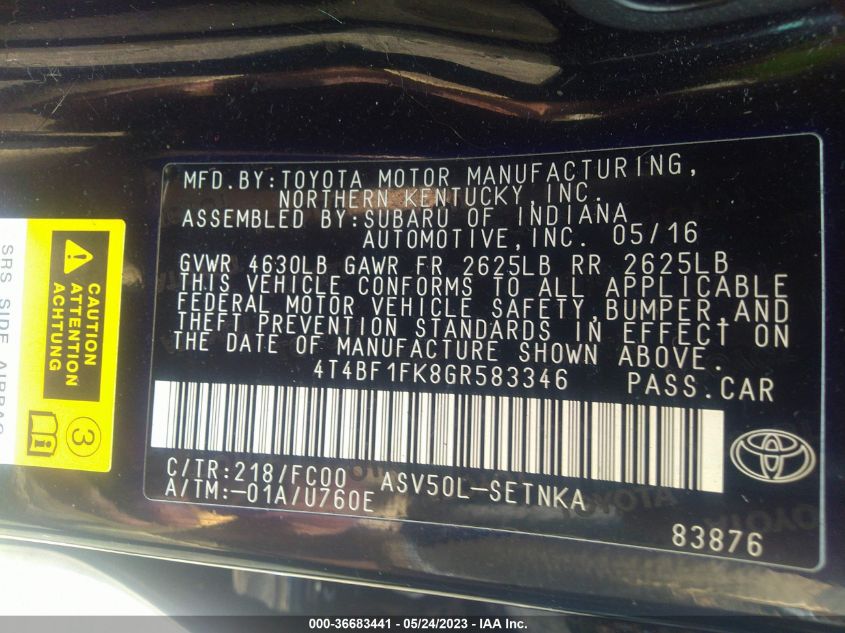 MFD.BY:TOYOTA MOTOR MANUFACTURING,
NORTHERN KENTUCKY,INC.
ASSEMBLED BY:SUBARU OF INDIANA
AUTOMOTIVE,INC. 05/16
GVWR 4630LB GAWR FR 2625LB RR 2625LB
THIS VEHICLE CONFORMS TO ALL APPLICABLE
FEDERAL MOTOR VEHICLE SAFETY,BUMPER,AND
THEFT PREVENTION STANDARDS IN EFFECT ON
THE DATE OF MANUFACTURE SHOWN ABOVE.
4T4BF1FK8GR583346 PASS.CAR
C/TR:218/FC00 ASV50L-SETNKA
A/TM:-01A/U760E
83876
CAUTION
ATTENTION
ACHTUNG
3
SRS SIDE AIRBAG
000-36683441 - 05/24/2023 - © IAA, Inc.